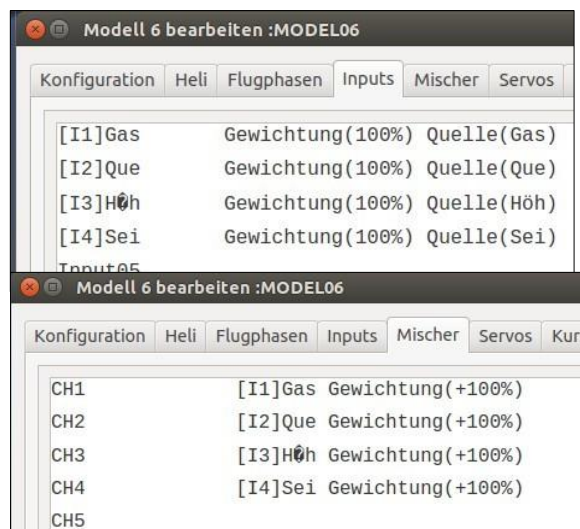 Modell 6 bearbeiten :MODEL06
Konfiguration Heli Flugphasen Inputs Mischer Servos
[I1]Gas Gewichtung(100%) Quelle(Gas)
[I2]Que Gewichtung(100%) Quelle(Que)
[I3]H�h Gewichtung(100%) Quelle(Höh)
[I4]Sei Gewichtung(100%) Quelle(Sei)
Input05
Modell 6 bearbeiten :MODEL06
Konfiguration Heli Flugphasen Inputs Mischer Servos Kur
CH1 [I1]Gas Gewichtung(+100%)
CH2 [I2]Que Gewichtung(+100%)
CH3 [I3]H�h Gewichtung(+100%)
CH4 [I4]Sei Gewichtung(+100%)
CH5